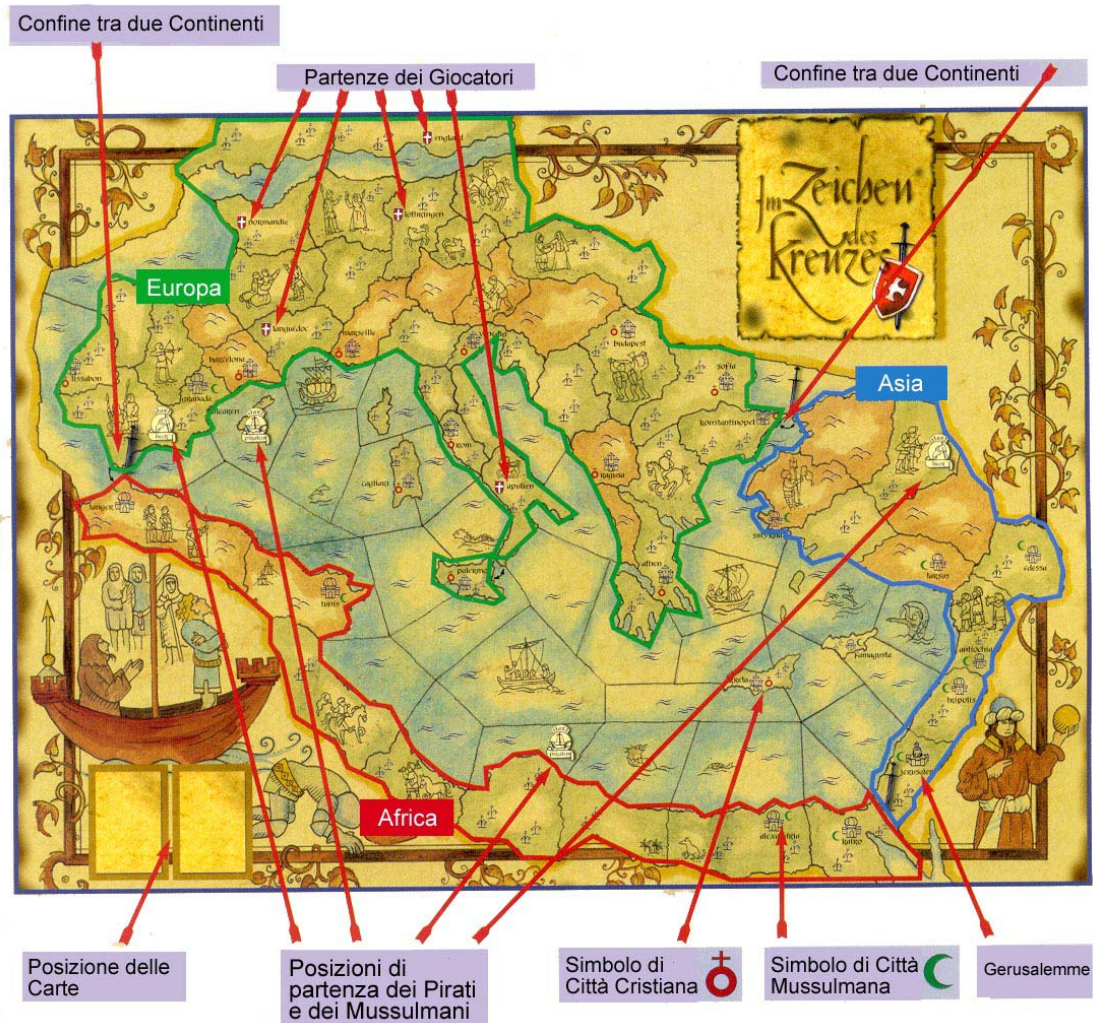 Confine tra due Continenti
Partenze dei Giocatori
Confine tra due Continenti
england
Im Zeichen
des
Kreuzes
normandie
lothringen
Europa
languedoc
marseille
budapest
barcelona
lissabon
granada
sofia
Asia
konstantinopel
rom
ragusa
cagliari
apulien
tanger
palermo
athen
tarsus
edessa
tunis
famagusta
antiochia
tripolis
jerusalem
Africa
alexandria
kairo
Posizione delle
Carte
Posizioni di
partenza dei Pirati
e dei Mussulmani
Simbolo di
Città Cristiana
Simbolo di Città
Mussulmana
Gerusalemme